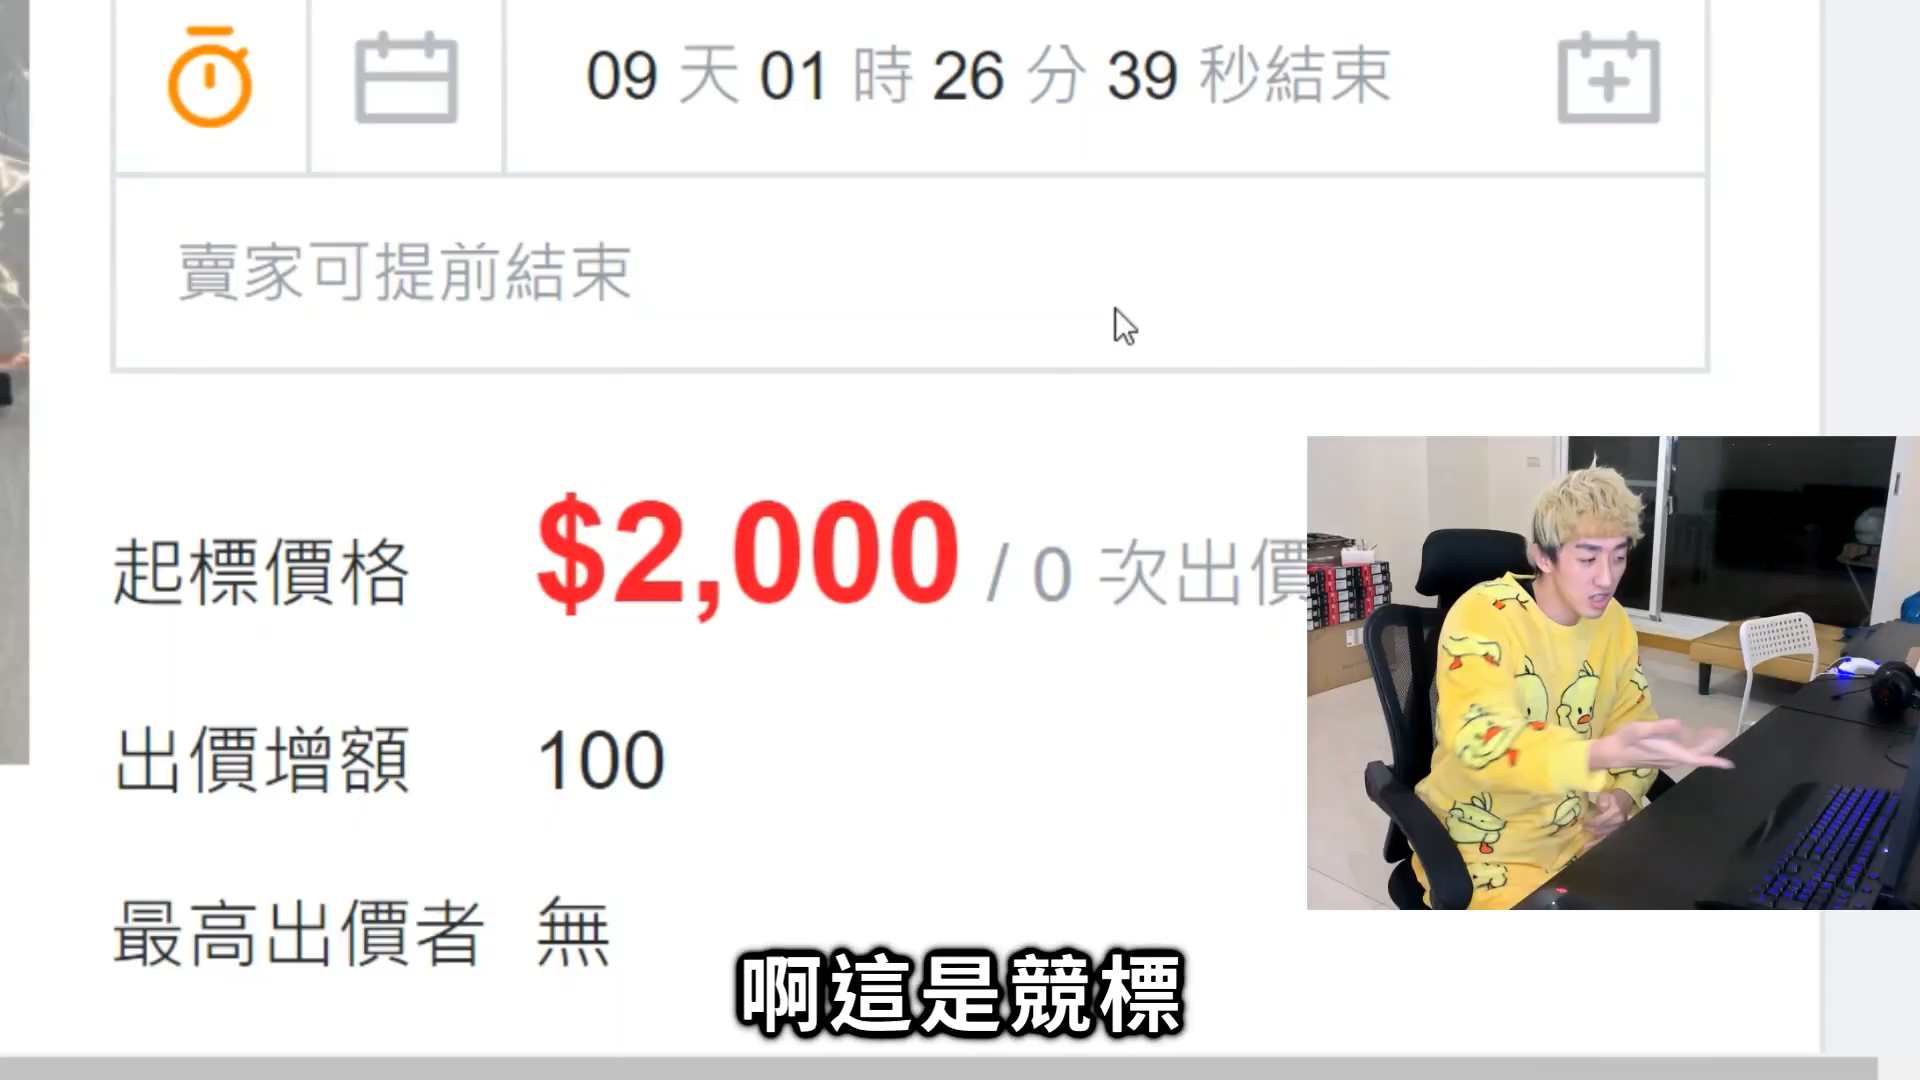 09 天 01 時 26 分 39 秒結束
賣家可提前結束
起標價格 $2,000 / 0 次出價
出價增額 100
最高出價者 無
啊這是競標